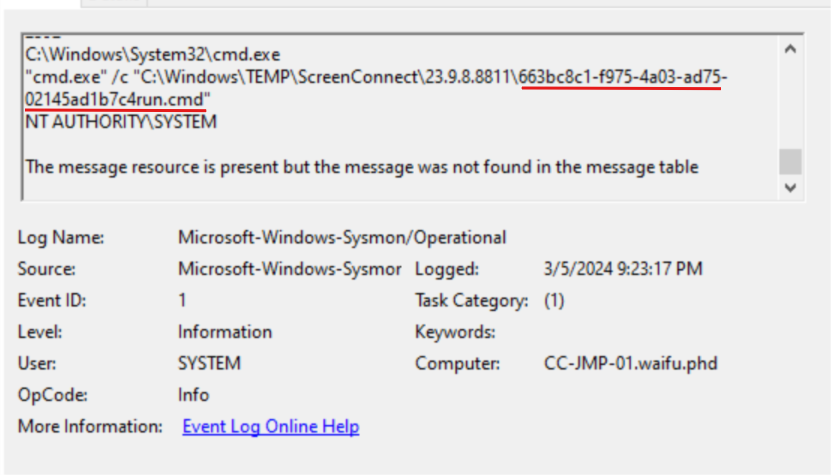 C:\Windows\System32\cmd.exe
"cmd.exe" /c "C:\Windows\TEMP\ScreenConnect\23.9.8.8811\663bc8c1-f975-4a03-ad75-
02145ad1b7c4run.cmd"
NT AUTHORITY\SYSTEM
The message resource is present but the message was not found in the message table
Log Name: Microsoft-Windows-Sysmon/Operational
Source: Microsoft-Windows-Sysmor Logged: 3/5/2024 9:23:17 PM
Event ID: 1 Task Category: (1)
Level: Information Keywords:
User: SYSTEM Computer: CC-JMP-01.waifu.phd
OpCode: Info
More Information: Event Log Online Help